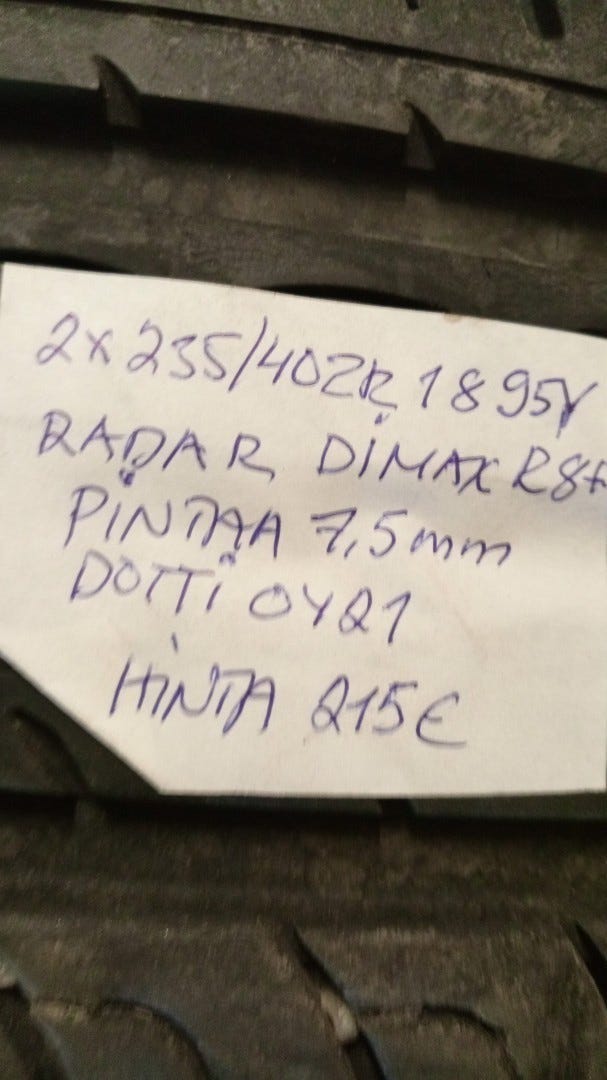 2x 235/40ZR 18 95Y
RADAR DIMAX R8+
PINTAA 7,5mm
DOTTI 0421
HINTA 215€